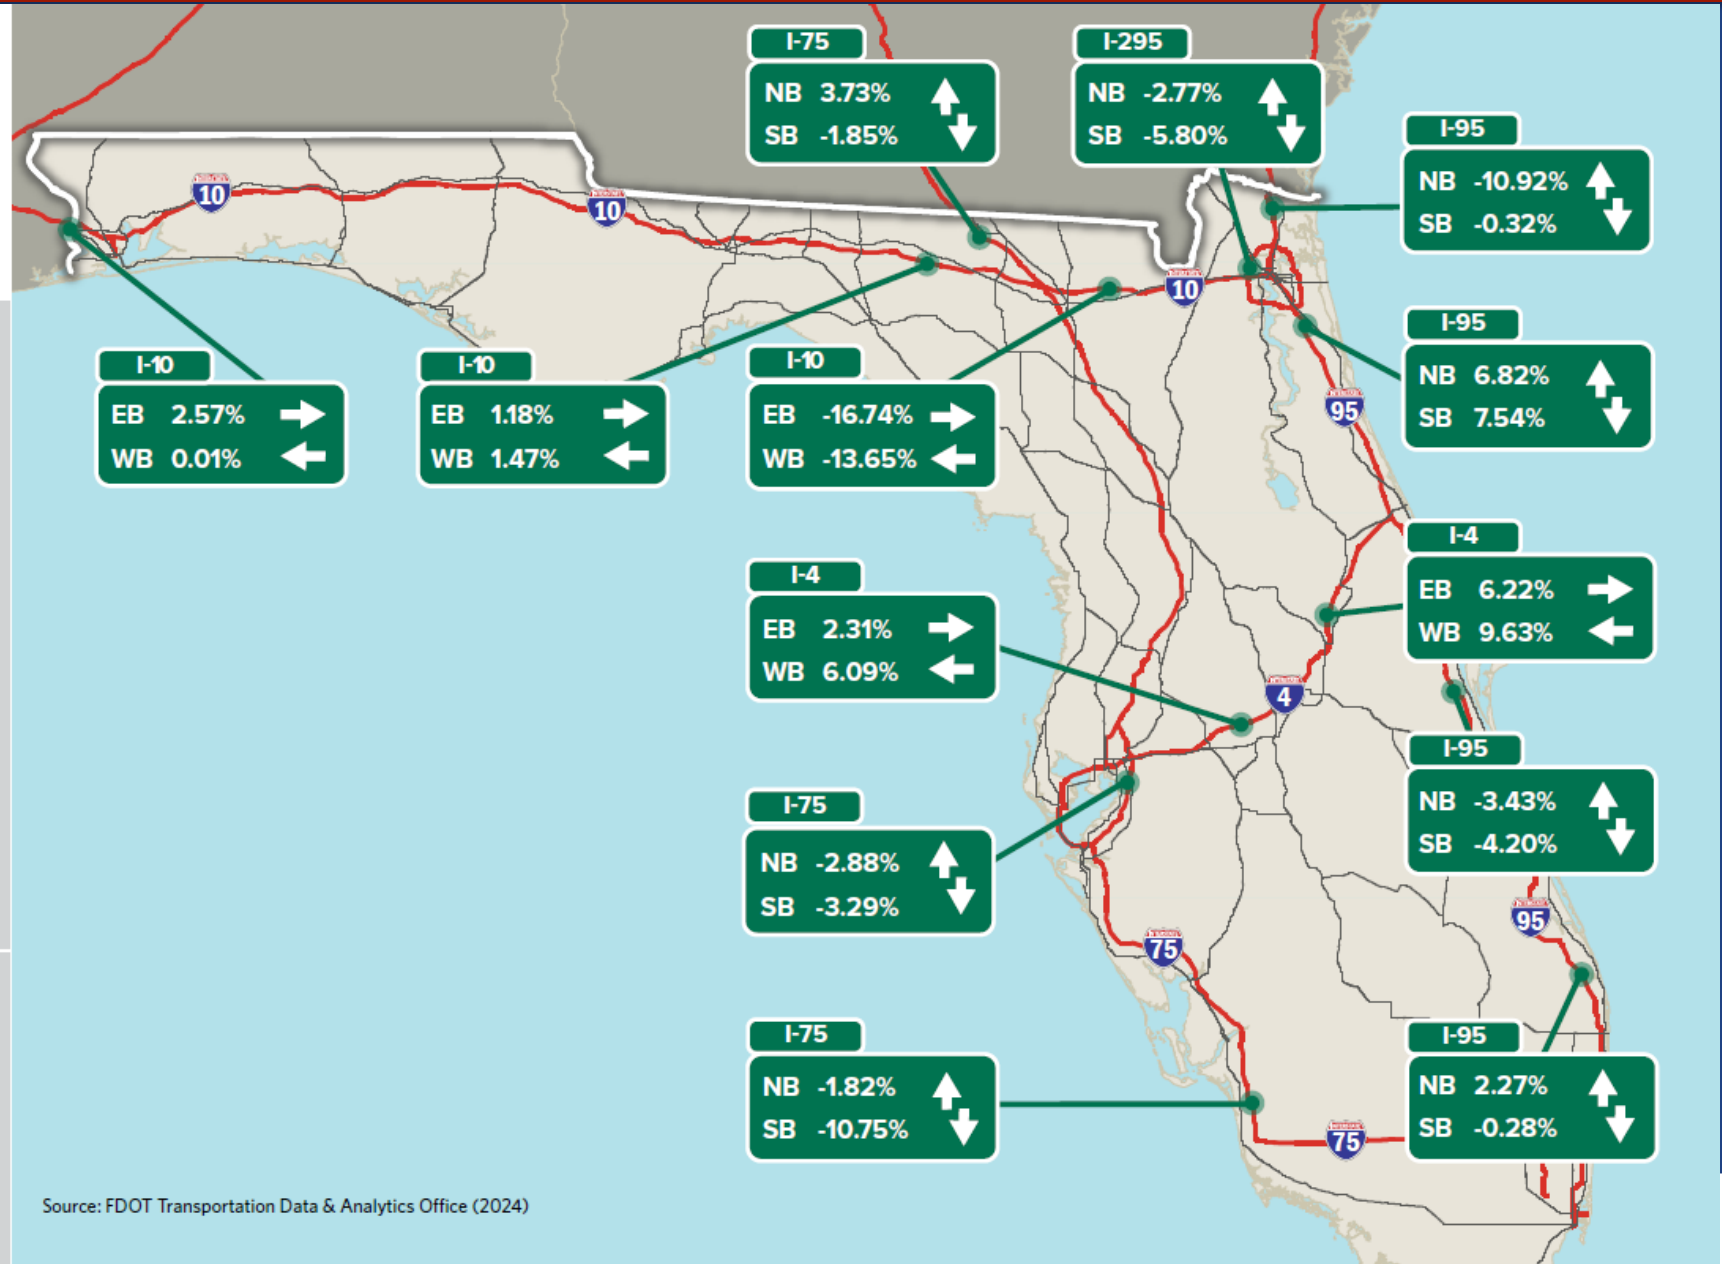 I-75
NB 3.73%
SB -1.85%
I-295
NB -2.77%
SB -5.80%
I-95
NB -10.92%
SB -0.32%
10
10
10
I-95
NB 6.82%
SB 7.54%
I-10
EB 2.57%
WB 0.01%
I-10
EB 1.18%
WB 1.47%
I-10
EB -16.74%
WB -13.65%
95
I-4
EB 6.22%
WB 9.63%
I-4
EB 2.31%
WB 6.09%
4
I-95
NB -3.43%
SB -4.20%
I-75
NB -2.88%
SB -3.29%
95
75
I-75
NB -1.82%
SB -10.75%
I-95
NB 2.27%
SB -0.28%
75
Source: FDOT Transportation Data & Analytics Office (2024)